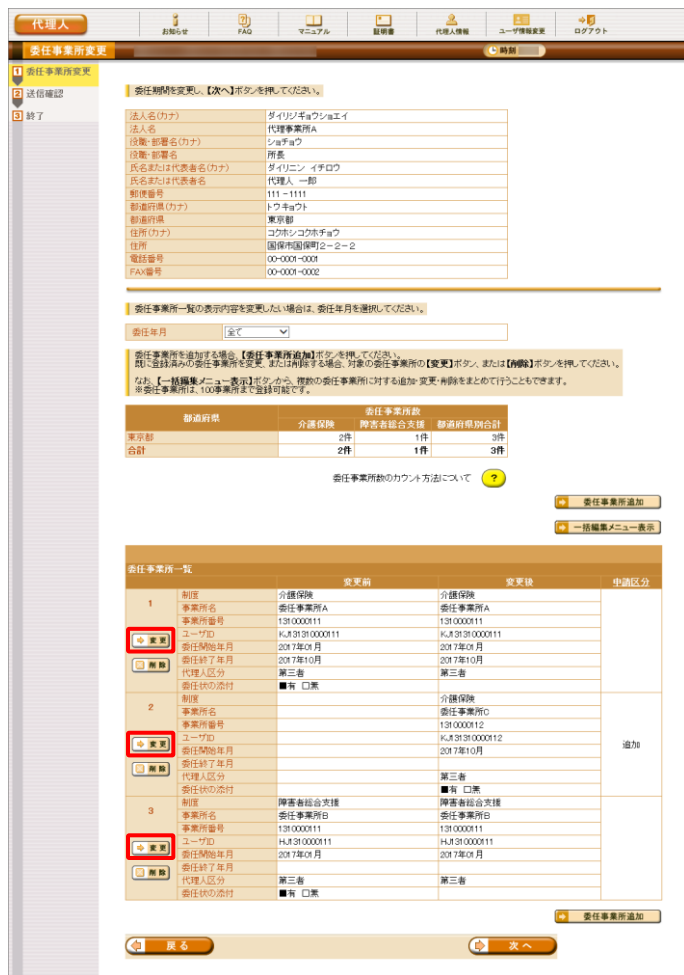 代理人
お知らせ
FAQ
マニュアル
証明書
代理人情報
ユーザ情報変更
ログアウト
委任事業所変更
時刻
1 委任事業所変更
2 送信確認
3 終了
委任期間を変更し、【次へ】ボタンを押してください。
法人名(カナ) ダイリジギョウショエイ
法人名 代理事業所A
役職・部署名(カナ) ショチョウ
役職・部署名 所長
氏名または代表者名(カナ) ダイリニン イチロウ
氏名または代表者名 代理人 一郎
郵便番号 111-1111
都道府県(カナ) トウキョウト
都道府県 東京都
住所(カナ) コクホシコクホチョウ
住所 国保市国保町2-2-2
電話番号 00-0001-0001
FAX番号 00-0001-0002
委任事業所一覧の表示内容を変更したい場合は、委任年月を選択してください。
委任年月 全て
委任事業所を追加する場合、【委任事業所追加】ボタンを押してください。
既に登録済みの委任事業所を変更、または削除する場合、対象の委任事業所の【変更】ボタン、または【削除】ボタンを押してください。
なお、【一括編集メニュー表示】ボタンから、複数の委任事業所に対する追加・変更・削除をまとめて行うこともできます。
※委任事業所は、100事業所まで登録可能です。
都道府県 委任事業所数
介護保険 障害者総合支援 都道府県別合計
東京都 2件 1件 3件
合計 2件 1件 3件
委任事業所数のカウント方法について ?
委任事業所追加
一括編集メニュー表示
委任事業所一覧
変更前 変更後 申請区分
1
変更
削除
制度 介護保険 介護保険
事業所名 委任事業所A 委任事業所A
事業所番号 1310000111 1310000111
ユーザID KJ131310000111 KJ131310000111
委任開始年月 2017年01月 2017年01月
委任終了年月 2017年10月 2017年10月
代理人区分 第三者 第三者
委任状の添付 ■有 □無
2
変更
削除
制度 介護保険
事業所名 委任事業所C
事業所番号 1310000112
ユーザID KJ131310000112
委任開始年月 2017年10月
委任終了年月
代理人区分 第三者
委任状の添付 ■有 □無
追加
3
変更
削除
制度 障害者総合支援 障害者総合支援
事業所名 委任事業所B 委任事業所B
事業所番号 1310000111 1310000111
ユーザID HJ131310000111 HJ131310000111
委任開始年月 2017年01月 2017年01月
委任終了年月
代理人区分 第三者 第三者
委任状の添付 ■有 □無
委任事業所追加
戻る
次へ